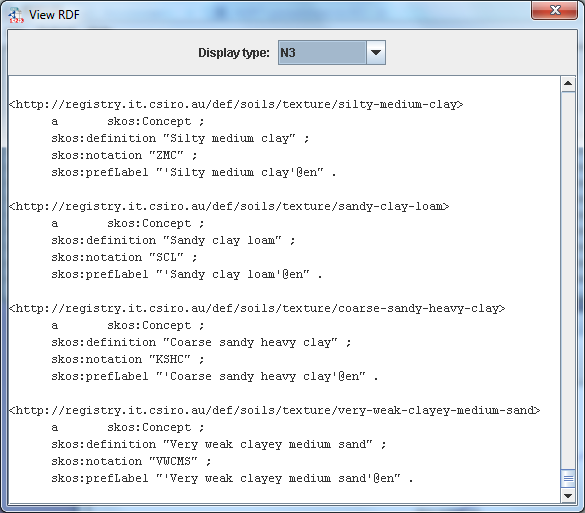 View RDF
Display type: N3
<http://registry.it.csiro.au/def/soils/texture/silty-medium-clay>
a skos:Concept ;
skos:definition "Silty medium clay" ;
skos:notation "ZMC" ;
skos:prefLabel "'Silty medium clay'@en" .
<http://registry.it.csiro.au/def/soils/texture/sandy-clay-loam>
a skos:Concept ;
skos:definition "Sandy clay loam" ;
skos:notation "SCL" ;
skos:prefLabel "'Sandy clay loam'@en" .
<http://registry.it.csiro.au/def/soils/texture/coarse-sandy-heavy-clay>
a skos:Concept ;
skos:definition "Coarse sandy heavy clay" ;
skos:notation "KSHC" ;
skos:prefLabel "'Coarse sandy heavy clay'@en" .
<http://registry.it.csiro.au/def/soils/texture/very-weak-clayey-medium-sand>
a skos:Concept ;
skos:definition "Very weak clayey medium sand" ;
skos:notation "VWCMS" ;
skos:prefLabel "'Very weak clayey medium sand'@en" .